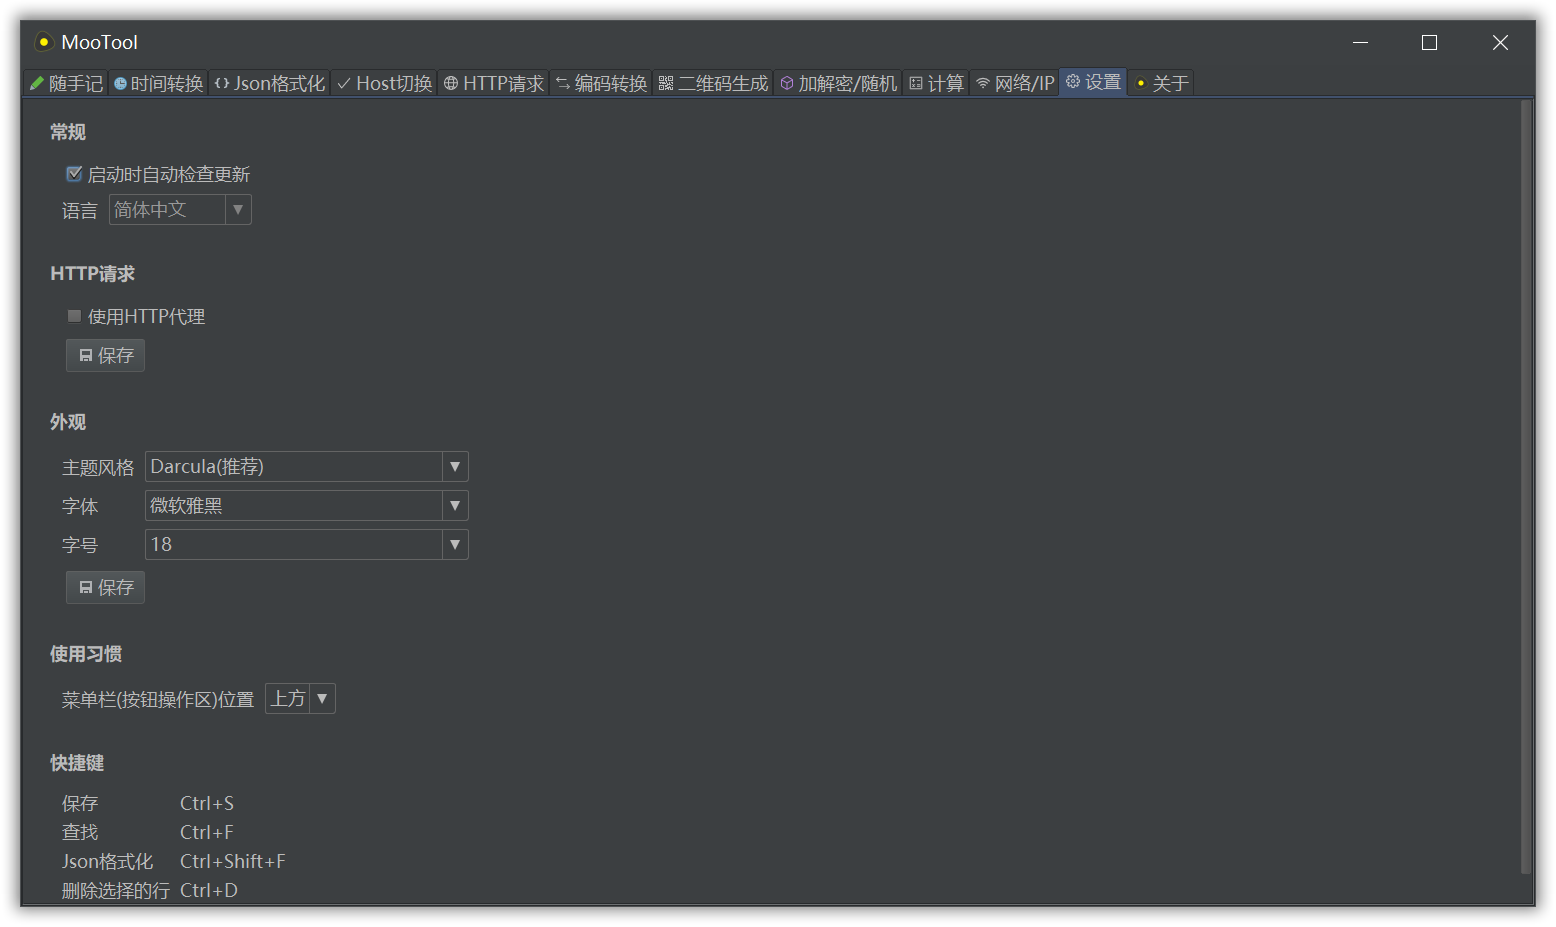 MooTool
随手记 时间转换 Json格式化 Host切换 HTTP请求 编码转换 二维码生成 加解密/随机 计算 网络/IP 设置 关于
常规
启动时自动检查更新
语言 简体中文
HTTP请求
使用HTTP代理
保存
外观
主题风格 Darcula(推荐)
字体 微软雅黑
字号 18
保存
使用习惯
菜单栏(按钮操作区)位置 上方
快捷键
保存 Ctrl+S
查找 Ctrl+F
Json格式化 Ctrl+Shift+F
删除选择的行 Ctrl+D